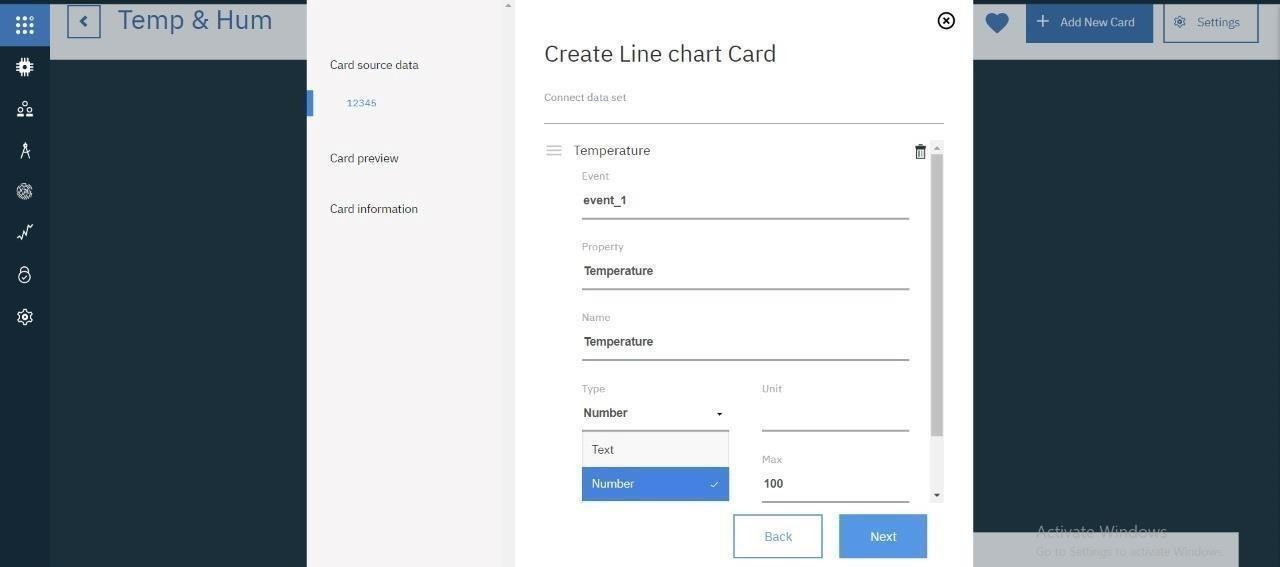 Temp & Hum
Add New Card
Settings
Card source data
12345
Card preview
Card information
Create Line chart Card
Connect data set
Temperature
Event
event_1
Property
Temperature
Name
Temperature
Type
Unit
Number
Text
Number
Max
100
Back
Next
Activate Windows
Go to Settings to activate Windows.